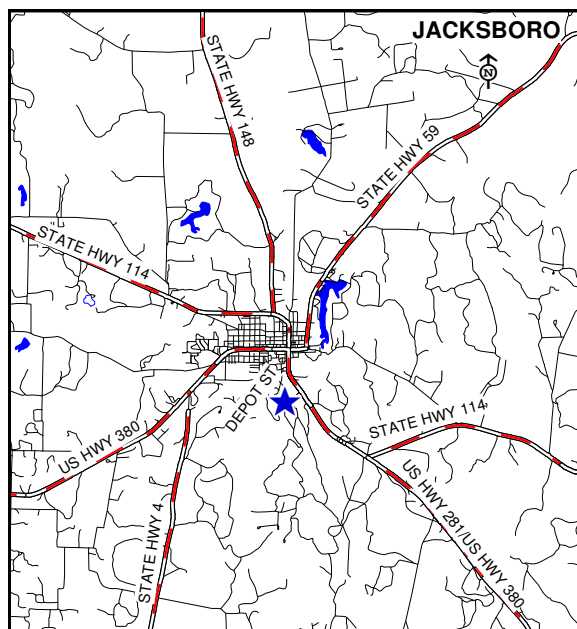 JACKSBORO
N
STATE HWY 148
STATE HWY 59
STATE HWY 114
DEPOT ST
US HWY 380
STATE HWY 114
STATE HWY 4
US HWY 281/US HWY 380